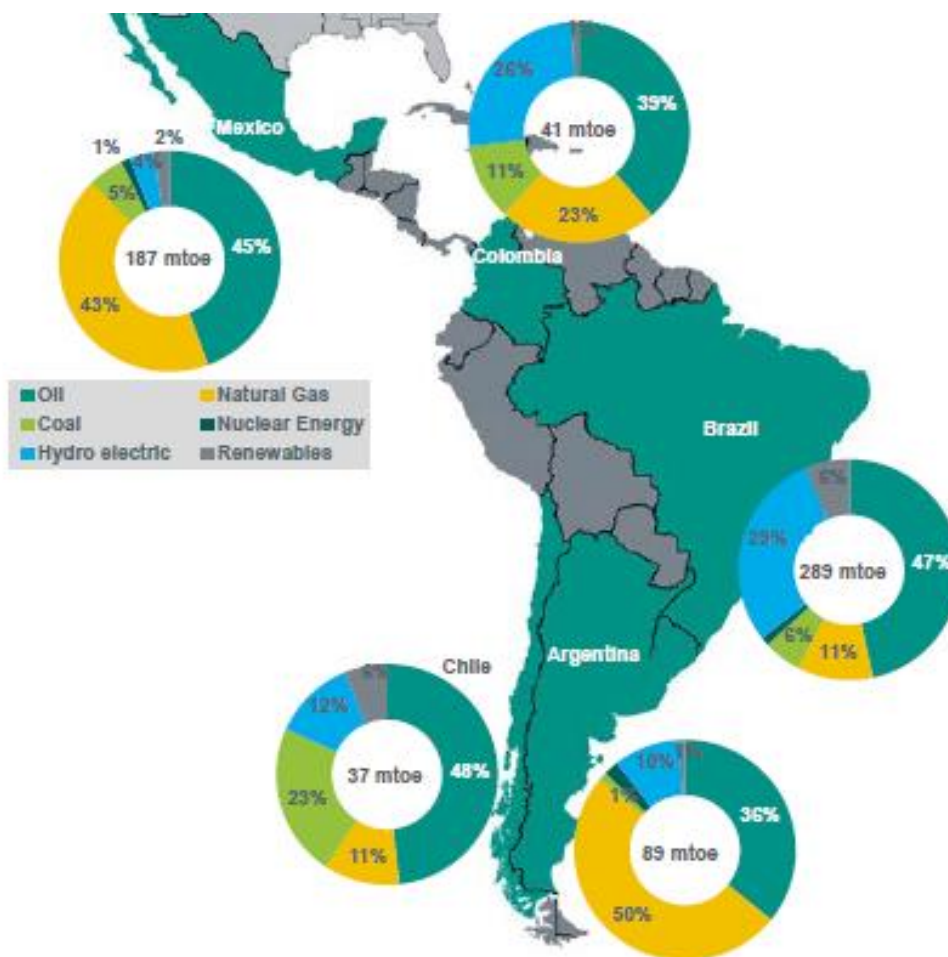 26%
39%
41 mtoe
11%
23%
Mexico
1%
2%
4%
5%
45%
187 mtoe
43%
Colombia
Oil
Natural Gas
Coal
Nuclear Energy
Hydro electric
Renewables
Brazil
6%
29%
47%
289 mtoe
6%
11%
Argentina
Chile
6%
12%
48%
37 mtoe
23%
11%
10%
1%
36%
89 mtoe
50%